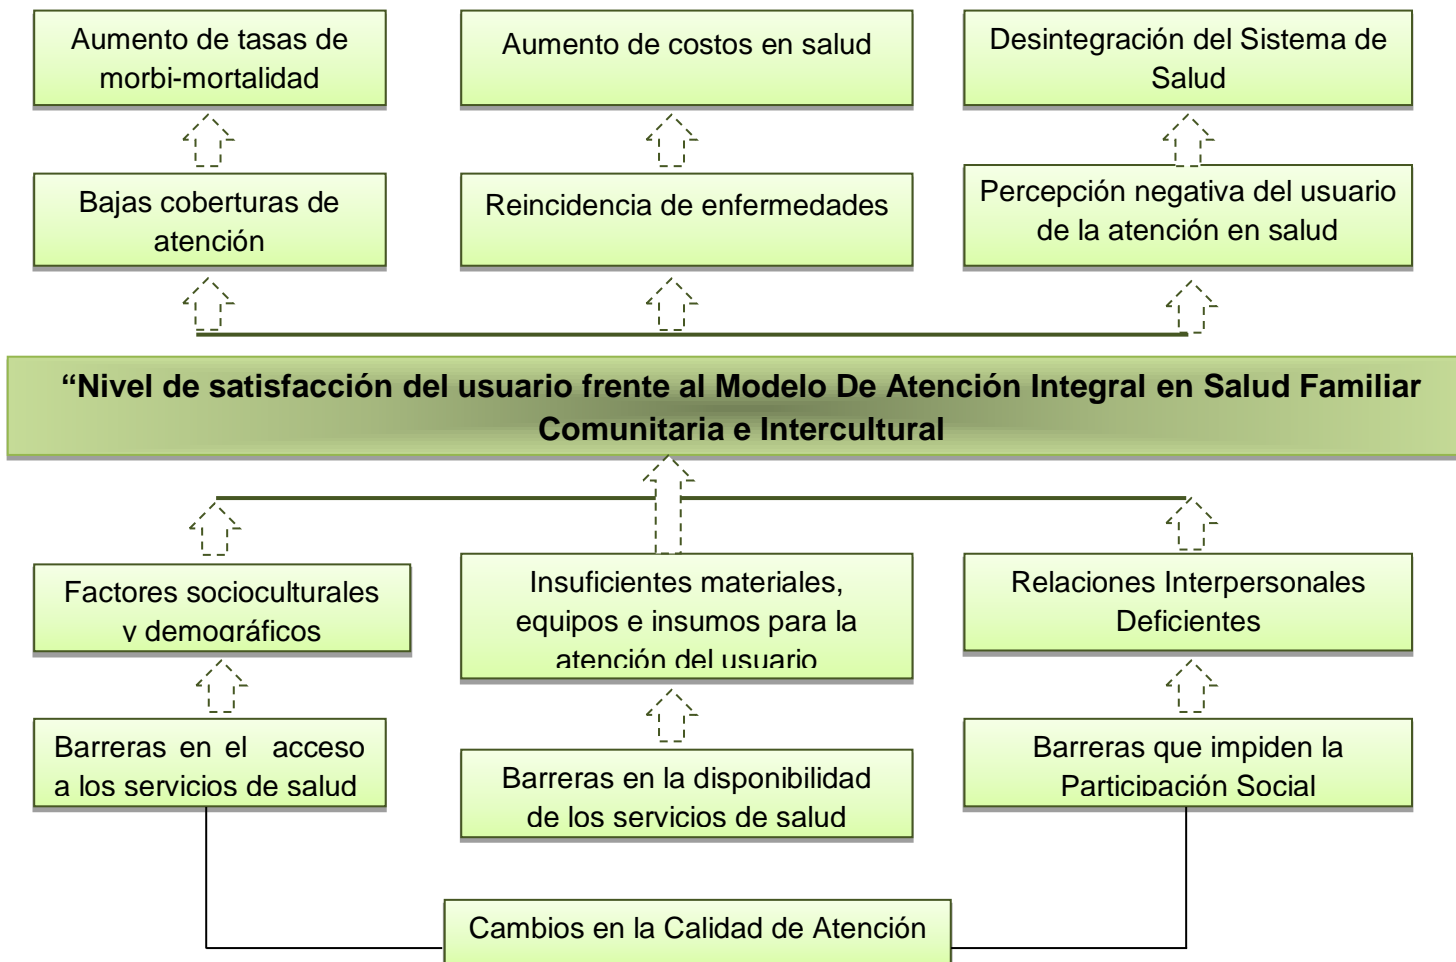 Aumento de tasas de
morbi-mortalidad
Aumento de costos en salud
Desintegración del Sistema de
Salud
Bajas coberturas de
atención
Reincidencia de enfermedades
Percepción negativa del usuario
de la atención en salud
“Nivel de satisfacción del usuario frente al Modelo De Atención Integral en Salud Familiar
Comunitaria e Intercultural
Factores socioculturales
y demográficos
Insuficientes materiales,
equipos e insumos para la
atención del usuario
Relaciones Interpersonales
Deficientes
Barreras en el acceso
a los servicios de salud
Barreras en la disponibilidad
de los servicios de salud
Barreras que impiden la
Participación Social
Cambios en la Calidad de Atención